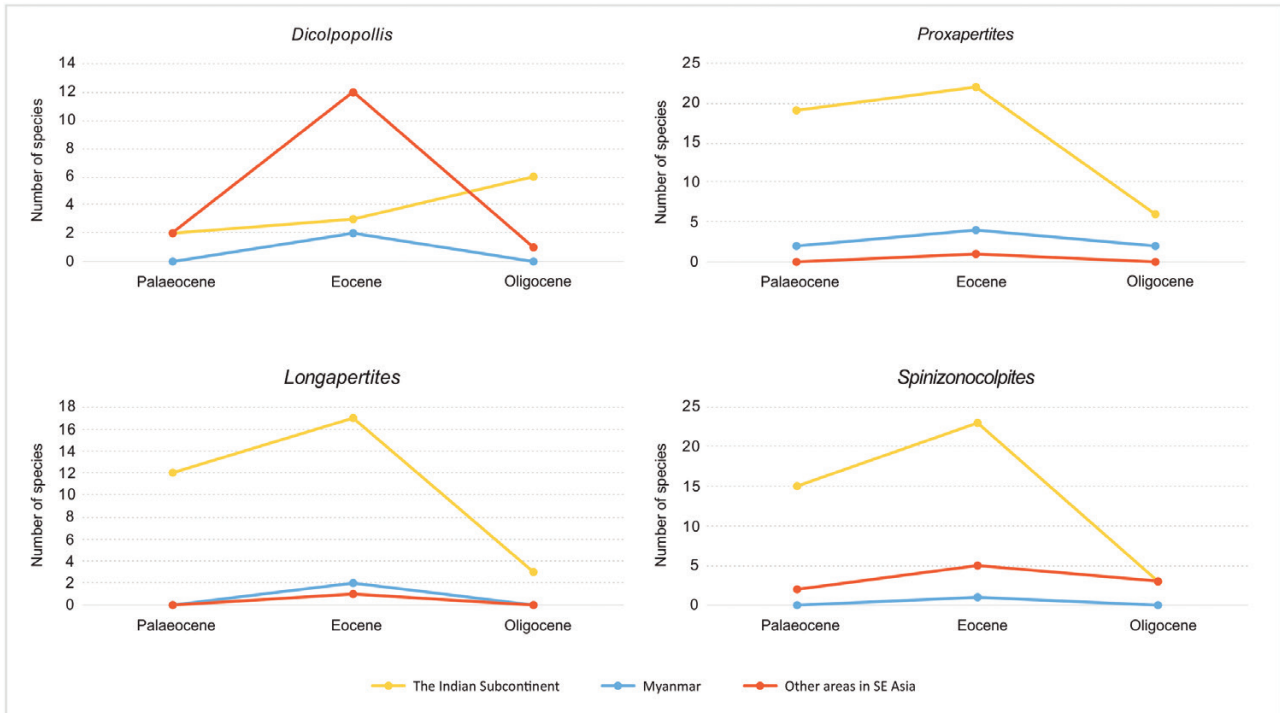 Dicolpopollis
Number of species
14
12
10
8
6
4
2
0
Palaeocene Eocene Oligocene
Proxapertites
Number of species
25
20
15
10
5
0
Palaeocene Eocene Oligocene
Longapertites
Number of species
18
16
14
12
10
8
6
4
2
0
Palaeocene Eocene Oligocene
Spinizonocolpites
Number of species
25
20
15
10
5
0
Palaeocene Eocene Oligocene
The Indian Subcontinent Myanmar Other areas in SE Asia